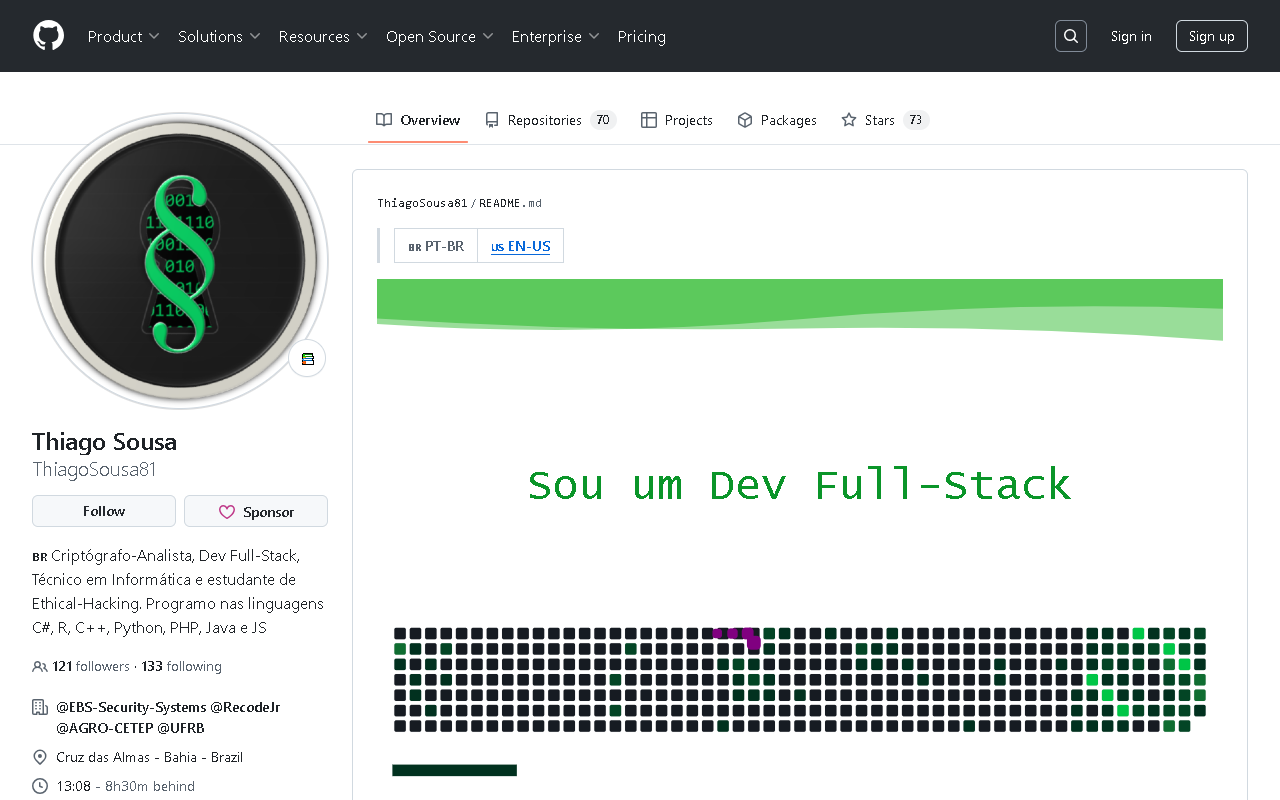 Product Solutions Resources Open Source Enterprise Pricing Sign in Sign up
Overview Repositories 70 Projects Packages Stars 73
ThiagoSousa81/README.md
BR PT-BR US EN-US
Sou um Dev Full-Stack
Thiago Sousa
ThiagoSousa81
Follow Sponsor
BR Criptógrafo-Analista, Dev Full-Stack,
Técnico em Informática e estudante de
Ethical-Hacking. Programo nas linguagens
C#, R, C++, Python, PHP, Java e JS
121 followers · 133 following
@EBS-Security-Systems @RecodeJr
@AGRO-CETEP @UFRB
Cruz das Almas - Bahia - Brazil
13:08 - 8h30m behind